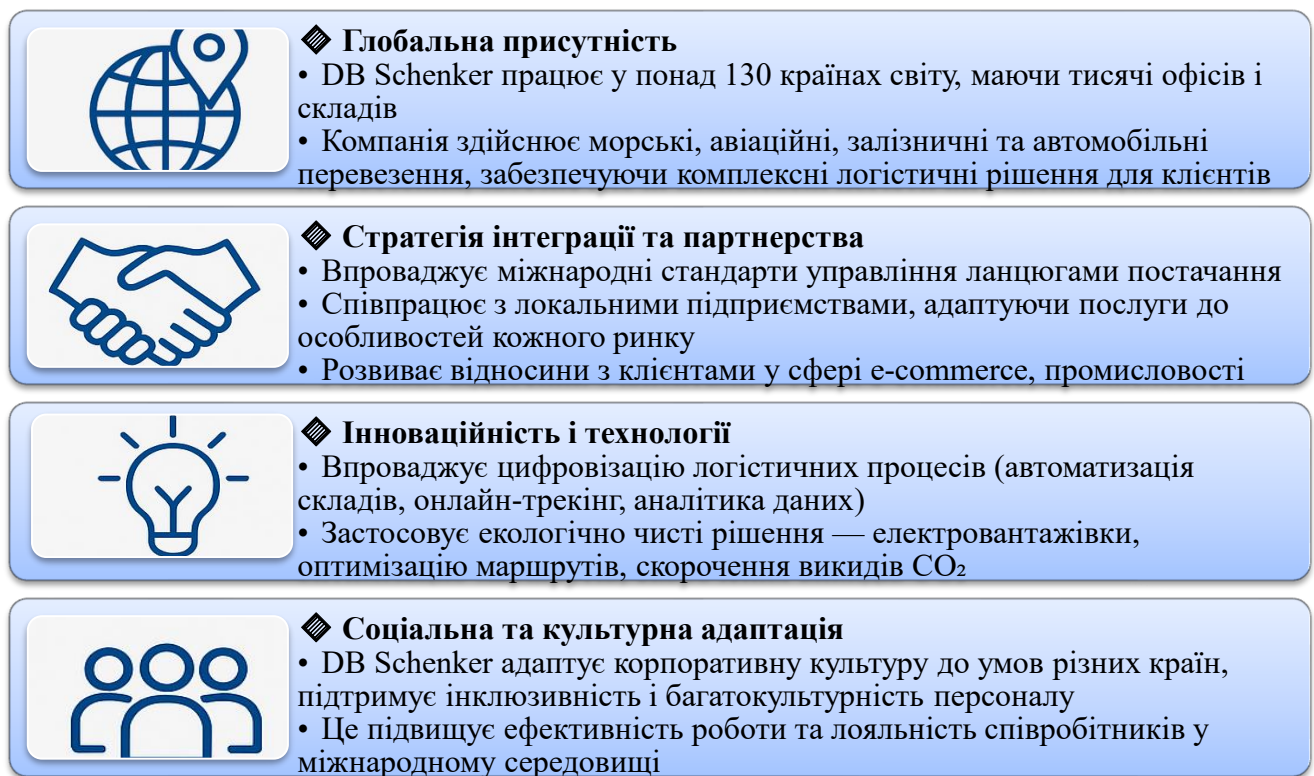 ◈ Глобальна присутність
• DB Schenker працює у понад 130 країнах світу, маючи тисячі офісів і
складів
• Компанія здійснює морські, авіаційні, залізничні та автомобільні
перевезення, забезпечуючи комплексні логістичні рішення для клієнтів
◈ Стратегія інтеграції та партнерства
• Впроваджує міжнародні стандарти управління ланцюгами постачання
• Співпрацює з локальними підприємствами, адаптуючи послуги до
особливостей кожного ринку
• Розвиває відносини з клієнтами у сфері e-commerce, промисловості
◈ Інноваційність і технології
• Впроваджує цифровізацію логістичних процесів (автоматизація
складів, онлайн-трекінг, аналітика даних)
• Застосовує екологічно чисті рішення — електровантажівки,
оптимізацію маршрутів, скорочення викидів CO₂
◈ Соціальна та культурна адаптація
• DB Schenker адаптує корпоративну культуру до умов різних країн,
підтримує інклюзивність і багатокультурність персоналу
• Це підвищує ефективність роботи та лояльність співробітників у
міжнародному середовищі